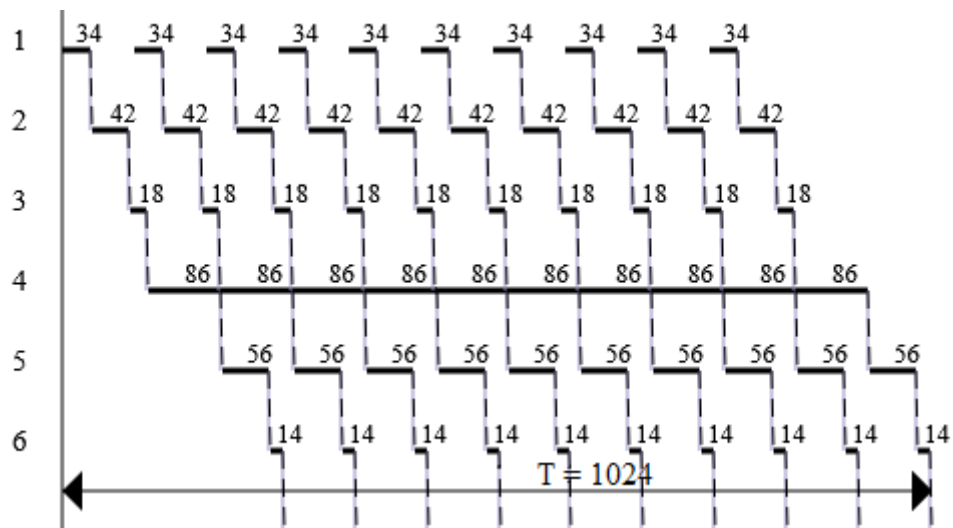 1 34 34 34 34 34 34 34 34 34 34
2 42 42 42 42 42 42 42 42 42 42
3 18 18 18 18 18 18 18 18 18 18
4 86 86 86 86 86 86 86 86 86 86
5 56 56 56 56 56 56 56 56 56 56
6 14 14 14 14 14 14 14 14 14 14
T = 1024